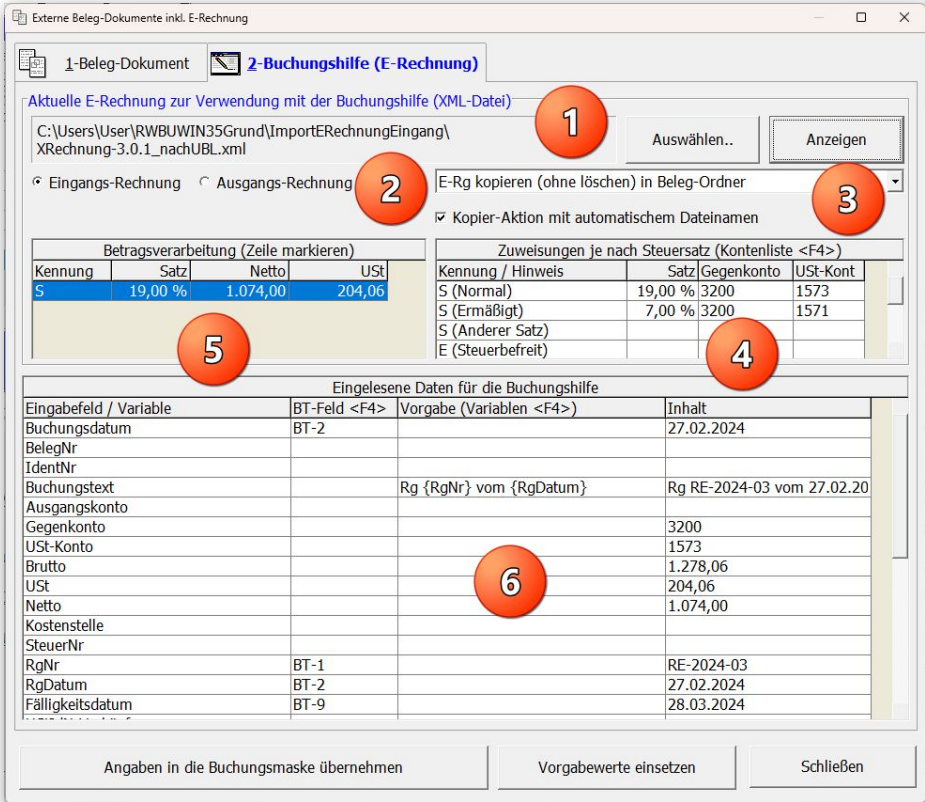 Externe Beleg-Dokumente inkl. E-Rechnung
1-Beleg-Dokument
2-Buchungshilfe (E-Rechnung)
Aktuelle E-Rechnung zur Verwendung mit der Buchungshilfe (XML-Datei)
C:\Users\User\RWBUWIN35Grund\ImportERechnungEingang\
XRechnung-3.0.1_nachUBL.xml
1
Auswählen..
Anzeigen
Eingangs-Rechnung
Ausgangs-Rechnung
2
E-Rg kopieren (ohne löschen) in Beleg-Ordner
3
Kopier-Aktion mit automatischem Dateinamen
Betragsverarbeitung (Zeile markieren)
Kennung Satz Netto USt
S 19,00 % 1.074,00 204,06
5
Zuweisungen je nach Steuersatz (Kontenliste <F4>)
Kennung / Hinweis Satz Gegenkonto USt-Kont
S (Normal) 19,00 % 3200 1573
S (Ermäßigt) 7,00 % 3200 1571
S (Anderer Satz)
E (Steuerbefreit)
4
Eingelesene Daten für die Buchungshilfe
Eingabefeld / Variable BT-Feld <F4> Vorgabe (Variablen <F4>) Inhalt
Buchungsdatum BT-2 27.02.2024
BelegNr
IdentNr
Buchungstext Rg {RgNr} vom {RgDatum} Rg RE-2024-03 vom 27.02.20
Ausgangskonto
Gegenkonto 3200
USt-Konto 1573
Brutto 1.278,06
USt 204,06
6
Netto 1.074,00
Kostenstelle
SteuerNr
RgNr BT-1 RE-2024-03
RgDatum BT-2 27.02.2024
Fälligkeitsdatum BT-9 28.03.2024
Angaben in die Buchungsmaske übernehmen
Vorgabewerte einsetzen
Schließen